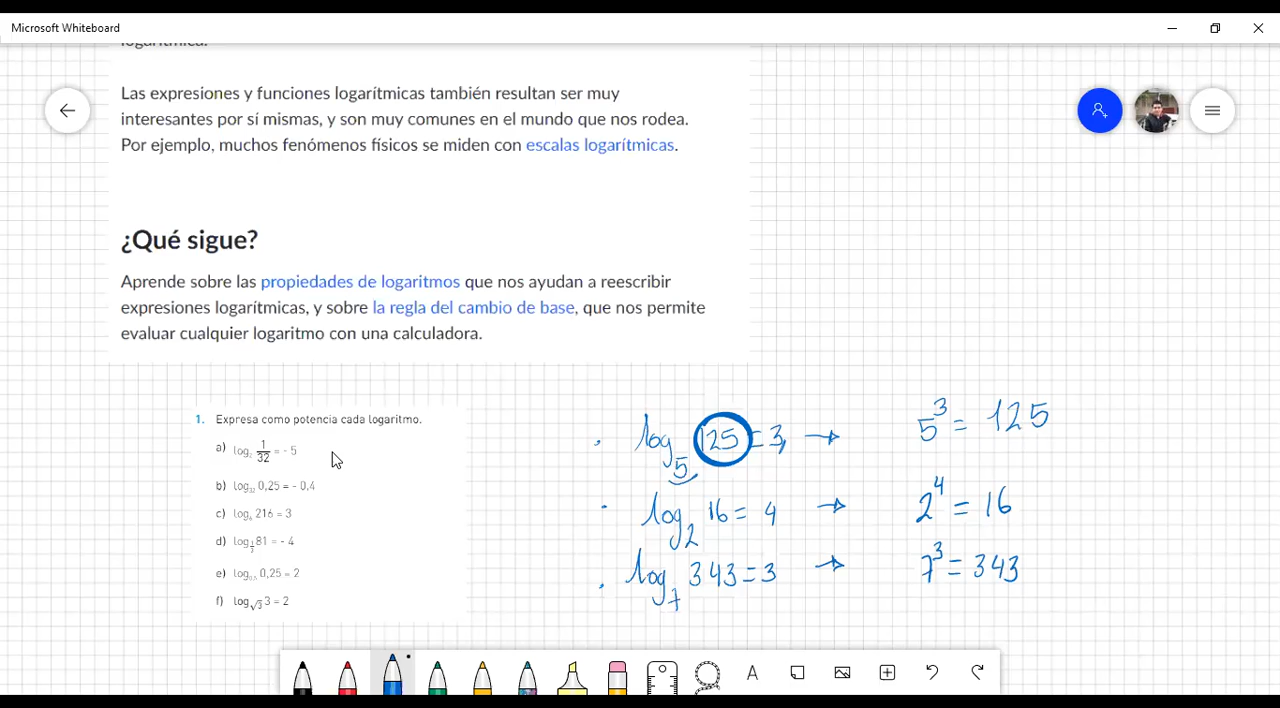 Microsoft Whiteboard
logarítmica.
Las expresiones y funciones logarítmicas también resultan ser muy
interesantes por sí mismas, y son muy comunes en el mundo que nos rodea.
Por ejemplo, muchos fenómenos físicos se miden con escalas logarítmicas.
¿Qué sigue?
Aprende sobre las propiedades de logaritmos que nos ayudan a reescribir
expresiones logarítmicas, y sobre la regla del cambio de base, que nos permite
evaluar cualquier logaritmo con una calculadora.
1. Expresa como potencia cada logaritmo.
a) log 1/32 = - 5
b) log 0,25 = - 0,4
c) log 216 = 3
d) log 81 = - 4
e) log 0,25 = 2
f) log√3 3 = 2
log5 125 = 3, → 5^3 = 125
log2 16 = 4 → 2^4 = 16
log7 343 = 3 → 7^3 = 343
A